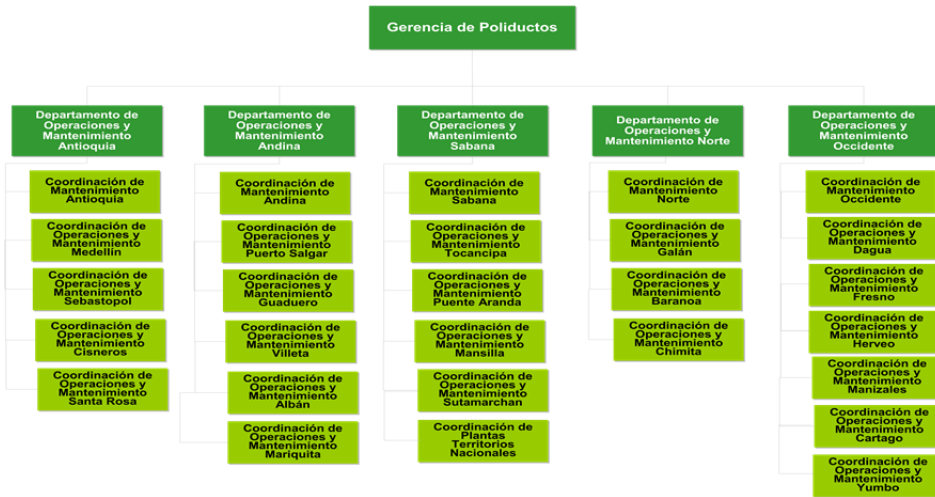 Gerencia de Poliductos
Departamento de
Operaciones y
Mantenimiento
Antioquia
Coordinación de
Mantenimiento
Antioquia
Coordinación de
Operaciones y
Mantenimiento
Medellín
Coordinación de
Operaciones y
Mantenimiento
Sebastopol
Coordinación de
Operaciones y
Mantenimiento
Cisneros
Coordinación de
Operaciones y
Mantenimiento
Santa Rosa
Departamento de
Operaciones y
Mantenimiento
Andina
Coordinación de
Mantenimiento
Andina
Coordinación de
Operaciones y
Mantenimiento
Puerto Salgar
Coordinación de
Operaciones y
Mantenimiento
Guaduero
Coordinación de
Operaciones y
Mantenimiento
Villeta
Coordinación de
Operaciones y
Mantenimiento
Albán
Coordinación de
Operaciones y
Mantenimiento
Mariquita
Departamento de
Operaciones y
Mantenimiento
Sabana
Coordinación de
Mantenimiento
Sabana
Coordinación de
Operaciones y
Mantenimiento
Tocancipa
Coordinación de
Operaciones y
Mantenimiento
Puente Aranda
Coordinación de
Operaciones y
Mantenimiento
Mansilla
Coordinación de
Operaciones y
Mantenimiento
Sutamarchan
Coordinación de
Plantas
Territorios
Nacionales
Departamento de
Operaciones y
Mantenimiento Norte
Coordinación de
Mantenimiento
Norte
Coordinación de
Operaciones y
Mantenimiento
Galán
Coordinación de
Operaciones y
Mantenimiento
Baranoa
Coordinación de
Operaciones y
Mantenimiento
Chimita
Departamento de
Operaciones y
Mantenimiento
Occidente
Coordinación de
Mantenimiento
Occidente
Coordinación de
Operaciones y
Mantenimiento
Dagua
Coordinación de
Operaciones y
Mantenimiento
Fresno
Coordinación de
Operaciones y
Mantenimiento
Herveo
Coordinación de
Operaciones y
Mantenimiento
Manizales
Coordinación de
Operaciones y
Mantenimiento
Cartago
Coordinación de
Operaciones y
Mantenimiento
Yumbo